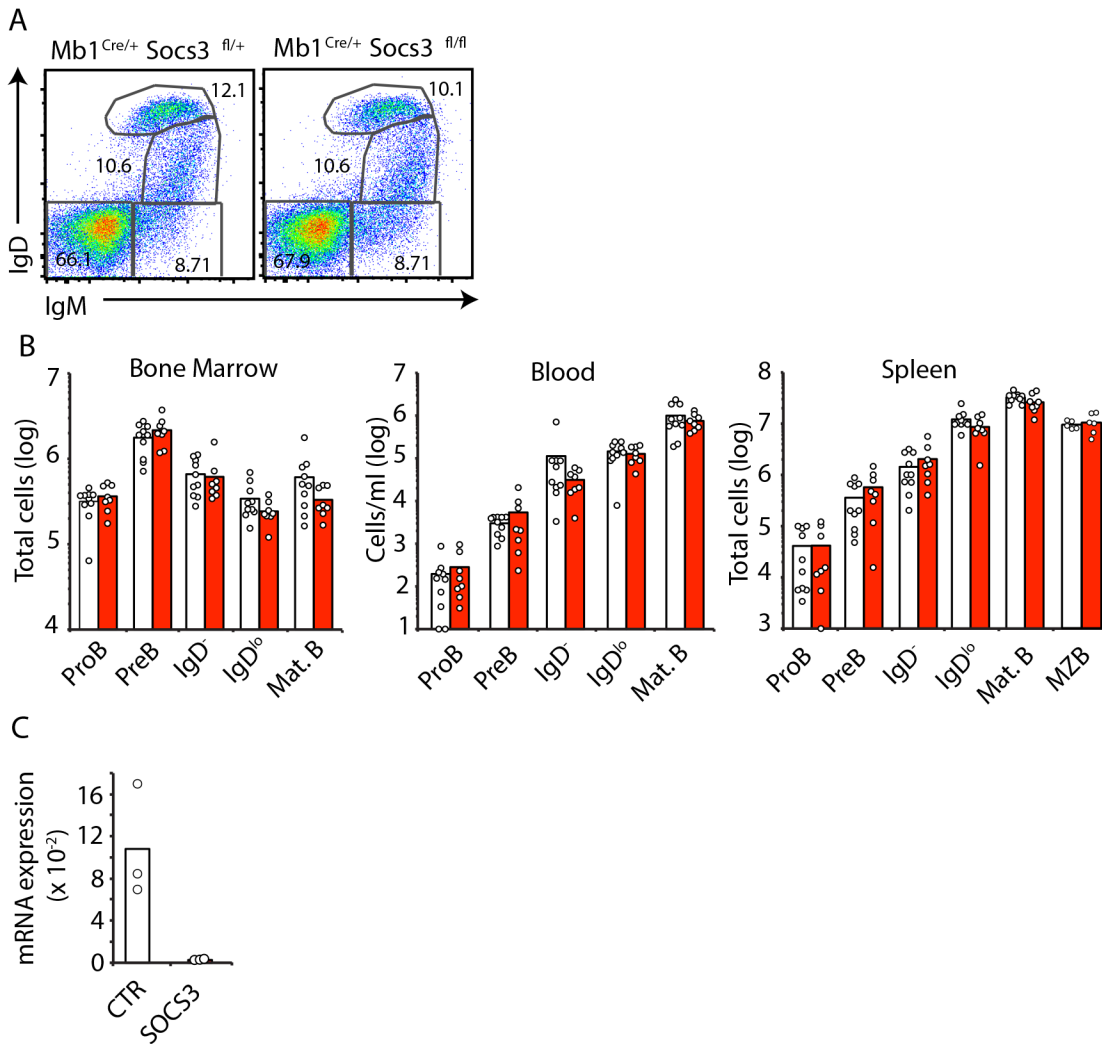 A
Mb1 Cre/+ Socs3 fl/+
Mb1 Cre/+ Socs3 fl/fl
12.1
10.1
10.6
10.6
66.1
8.71
67.9
8.71
IgD
IgM
B
Bone Marrow
Blood
Spleen
Total cells (log)
7
6
5
4
ProB
PreB
IgD-
IgDlo
Mat. B
Cells/ml (log)
7
6
5
4
3
2
1
ProB
PreB
IgD-
IgDlo
Mat. B
Total cells (log)
8
7
6
5
4
3
ProB
PreB
IgD-
IgDlo
Mat. B
MZB
C
mRNA expression
(x 10-2)
16
12
8
4
0
CTR
SOCS3